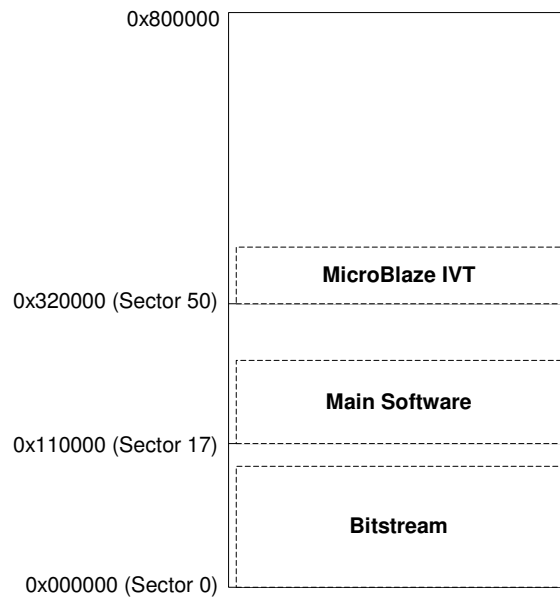 0x800000
MicroBlaze IVT
0x320000 (Sector 50)
Main Software
0x110000 (Sector 17)
Bitstream
0x000000 (Sector 0)